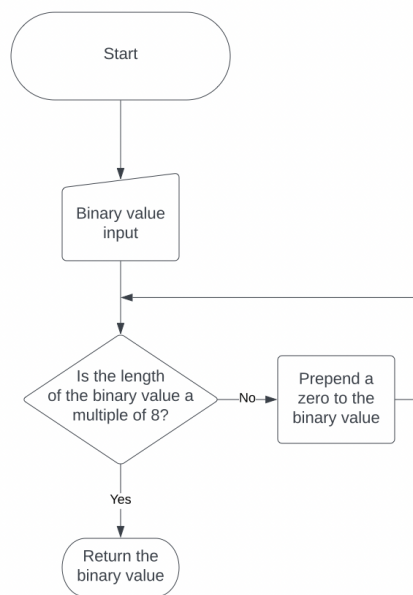 Start
Binary value
input
Is the length
of the binary value a
multiple of 8?
No
Prepend a
zero to the
binary value
Yes
Return the
binary value